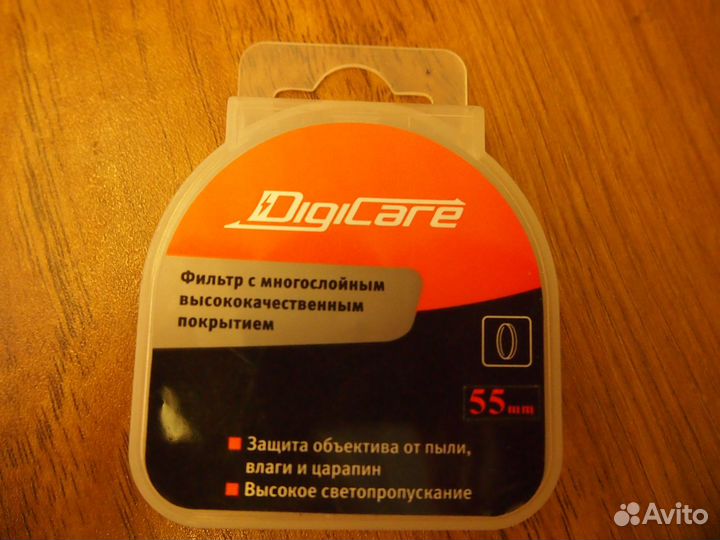 DigiCare
Фильтр с многослойным
высококачественным
покрытием
55mm
Защита объектива от пыли,
влаги и царапин
Высокое светопропускание
Avito